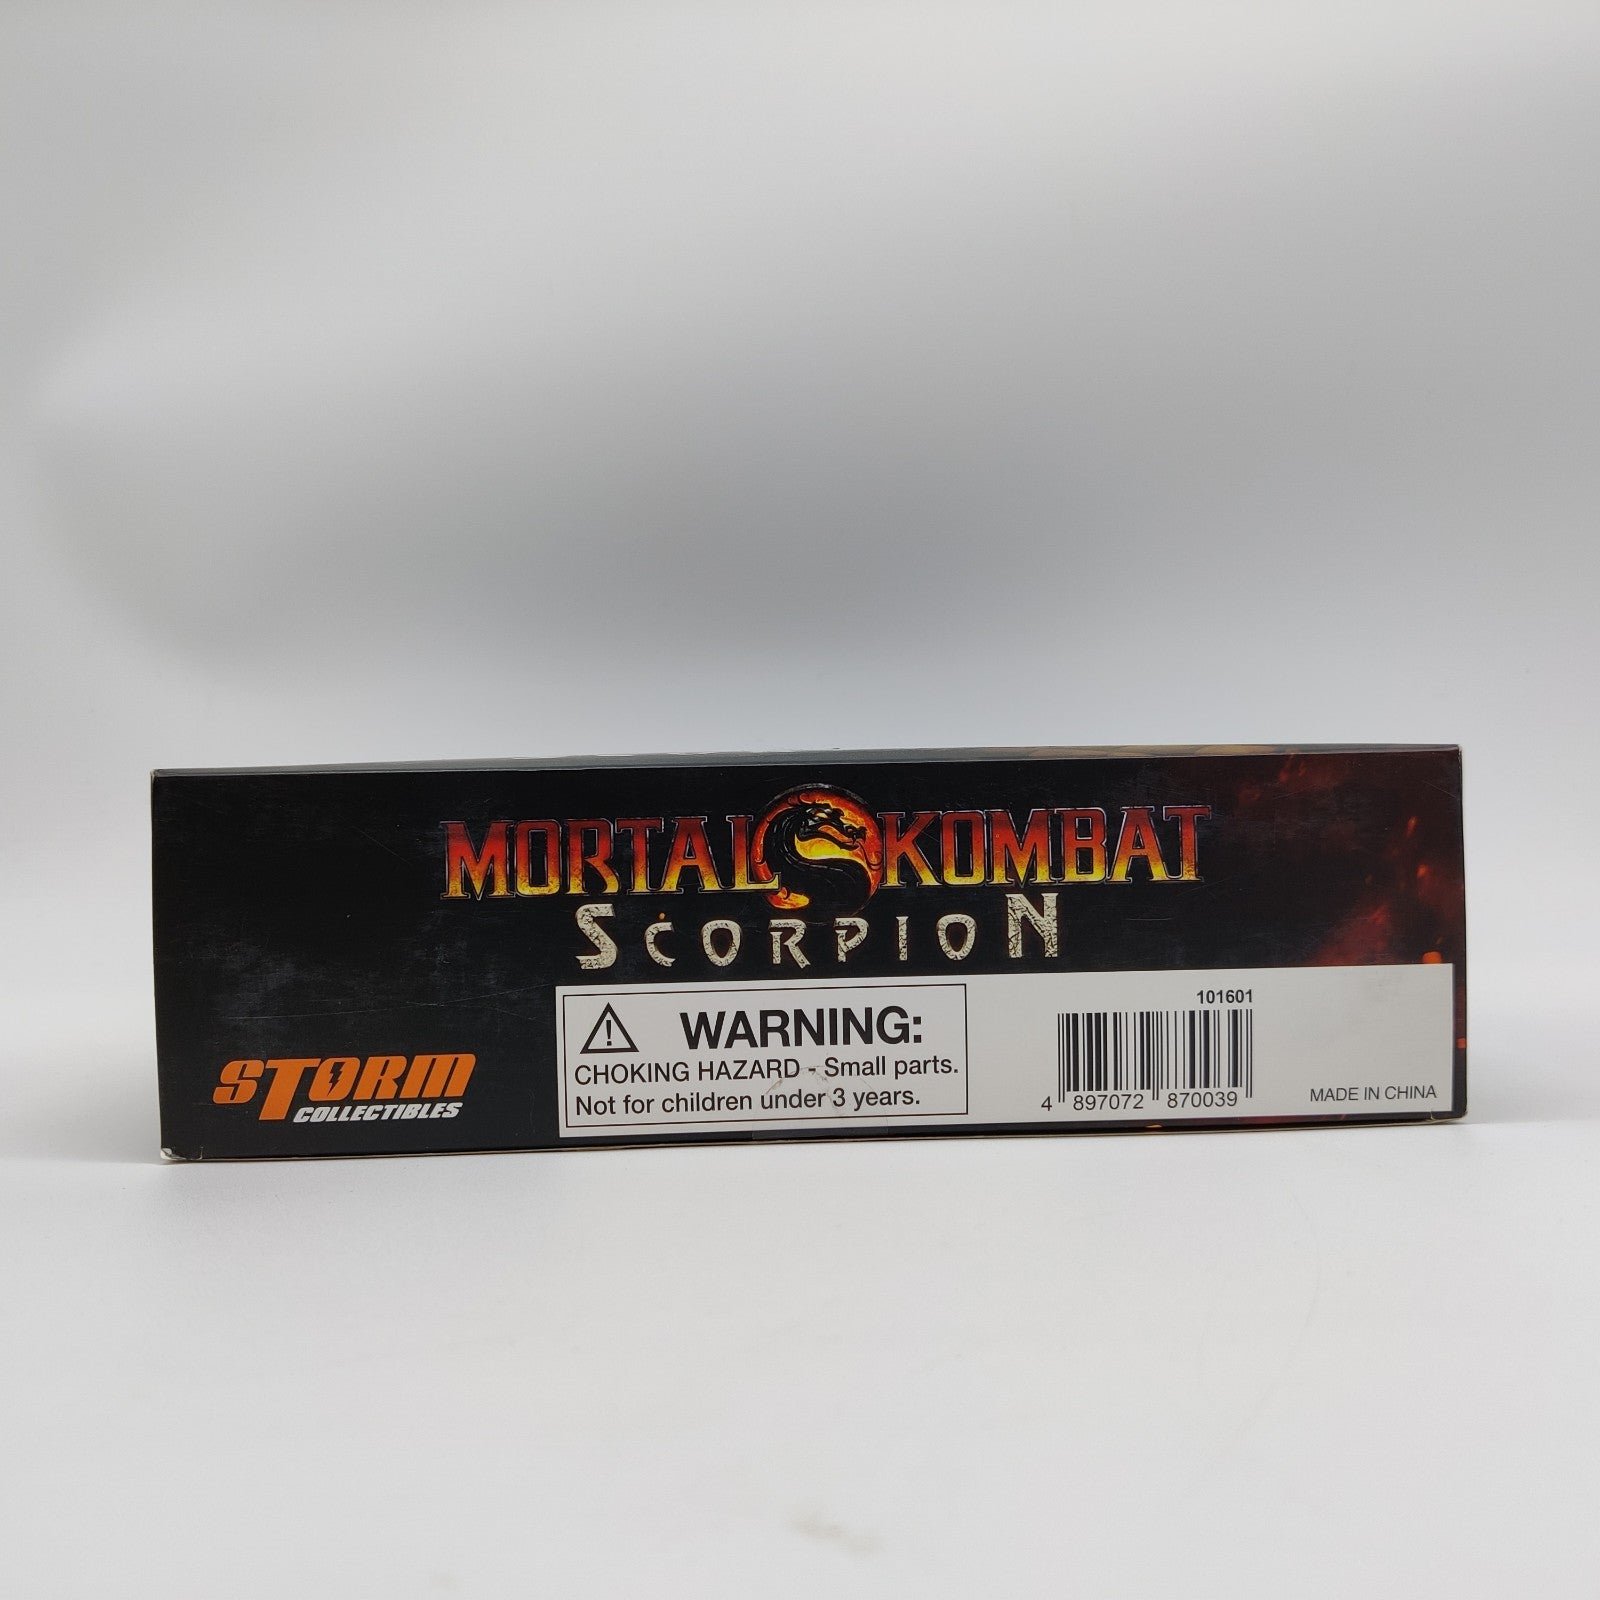 MORTAL KOMBAT
SCORPION
STORM
COLLECTIBLES
WARNING:
CHOKING HAZARD - Small parts.
Not for children under 3 years.
101601
4 897072 870039
MADE IN CHINA